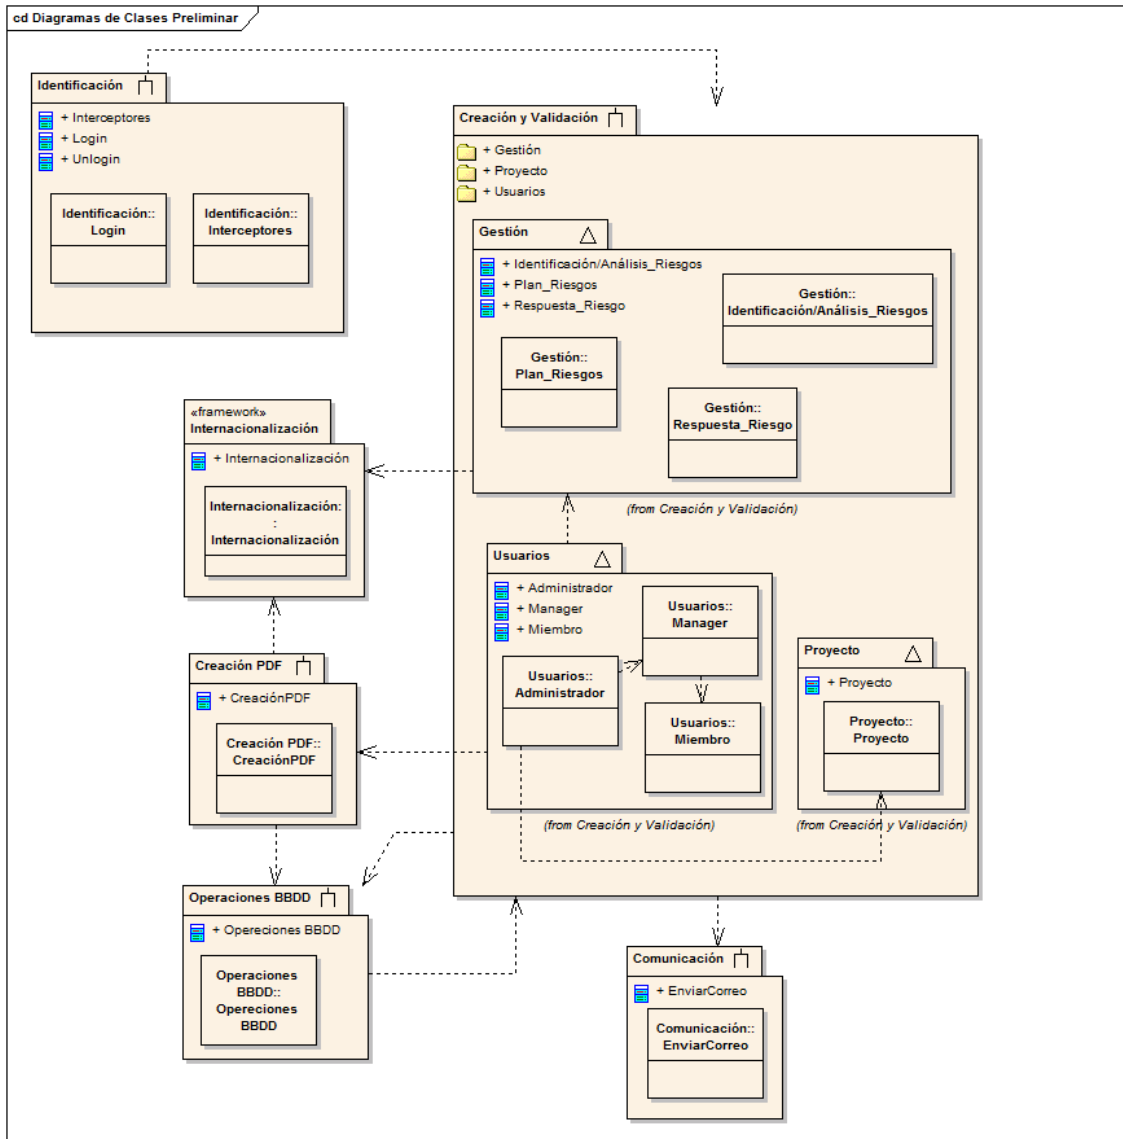 cd Diagramas de Clases Preliminar
Identificación
+ Interceptores
+ Login
+ Unlogin
Identificación::
Login
Identificación::
Interceptores
Creación y Validación
+ Gestión
+ Proyecto
+ Usuarios
Gestión
+ Identificación/Análisis_Riesgos
+ Plan_Riesgos
+ Respuesta_Riesgo
Gestión::
Identificación/Análisis_Riesgos
Gestión::
Plan_Riesgos
Gestión::
Respuesta_Riesgo
(from Creación y Validación)
«framework»
Internacionalización
+ Internacionalización
Internacionalización:
:
Internacionalización
Usuarios
+ Administrador
+ Manager
+ Miembro
Usuarios::
Manager
Usuarios::
Administrador
Usuarios::
Miembro
(from Creación y Validación)
Proyecto
+ Proyecto
Proyecto::
Proyecto
(from Creación y Validación)
Creación PDF
+ CreaciónPDF
Creación PDF::
CreaciónPDF
Operaciones BBDD
+ Opereciones BBDD
Operaciones
BBDD::
Opereciones
BBDD
Comunicación
+ EnviarCorreo
Comunicación::
EnviarCorreo